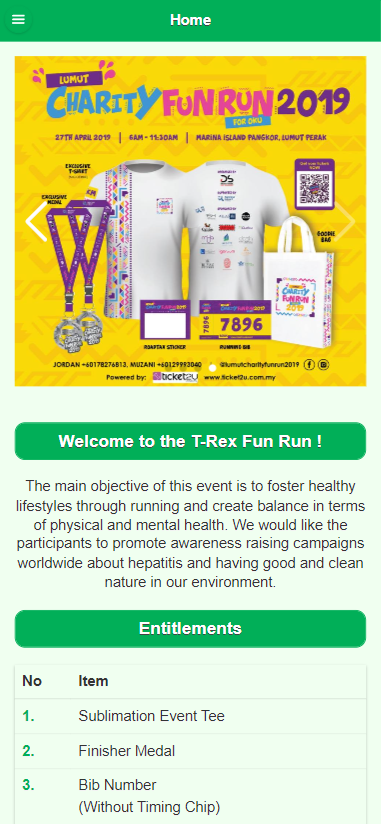 Home
LUMUT
CHARITY FUN RUN 2019
FOR OKU
27TH APRIL 2019 | 6AM - 11:30AM | MARINA ISLAND PANGKOR, LUMUT PERAK
EXCLUSIVE
T-SHIRT
EXCLUSIVE
MEDAL
GOODIE
BAG
7896
7896
ADAPTAR STICKER
RUNNING BIB
JORDAN +60178276813, MUZANI +60129993040
@lumutcharityfunrun2019
Powered by: ticket2u www.ticket2u.com.my
Welcome to the T-Rex Fun Run !
The main objective of this event is to foster healthy
lifestyles through running and create balance in terms
of physical and mental health. We would like the
participants to promote awareness raising campaigns
worldwide about hepatitis and having good and clean
nature in our environment.
Entitlements
No Item
1. Sublimation Event Tee
2. Finisher Medal
3. Bib Number
(Without Timing Chip)